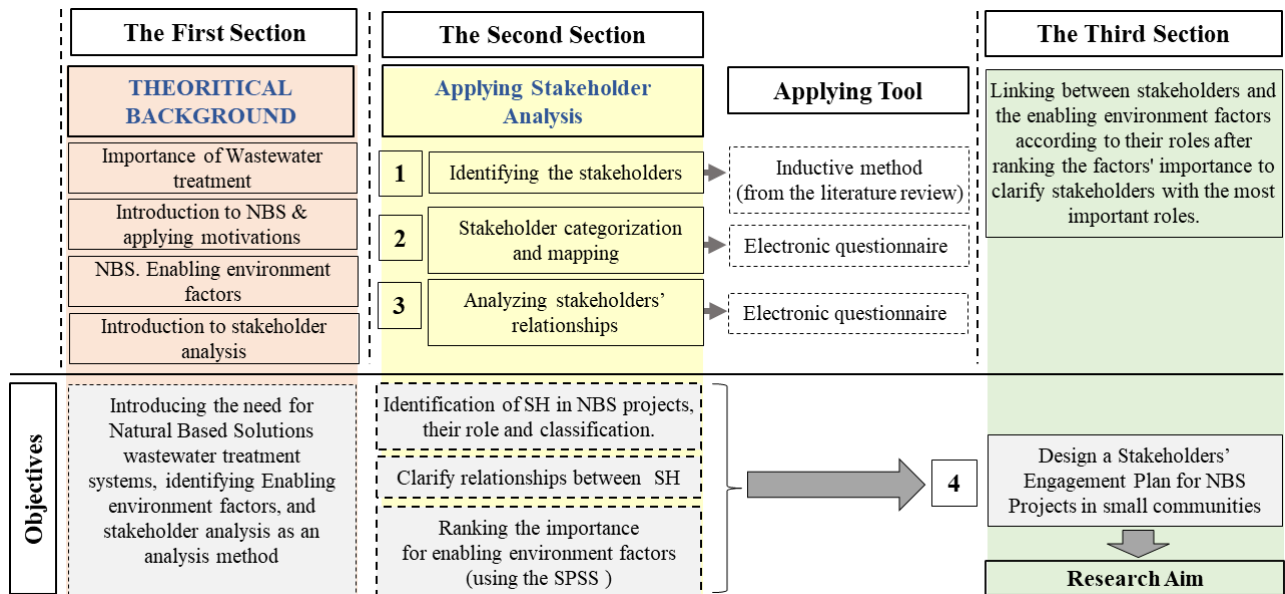 The First Section
THEORITICAL
BACKGROUND
Importance of Wastewater
treatment
Introduction to NBS &
applying motivations
NBS. Enabling environment
factors
Introduction to stakeholder
analysis
The Second Section
Applying Stakeholder
Analysis
Applying Tool
1
Identifying the stakeholders
Inductive method
(from the literature review)
2
Stakeholder categorization
and mapping
Electronic questionnaire
3
Analyzing stakeholders’
relationships
Electronic questionnaire
The Third Section
Linking between stakeholders and
the enabling environment factors
according to their roles after
ranking the factors' importance to
clarify stakeholders with the most
important roles.
Objectives
Introducing the need for
Natural Based Solutions
wastewater treatment
systems, identifying Enabling
environment factors, and
stakeholder analysis as an
analysis method
Identification of SH in NBS projects,
their role and classification.
Clarify relationships between SH
Ranking the importance
for enabling environment factors
(using the SPSS )
4
Design a Stakeholders’
Engagement Plan for NBS
Projects in small communities
Research Aim